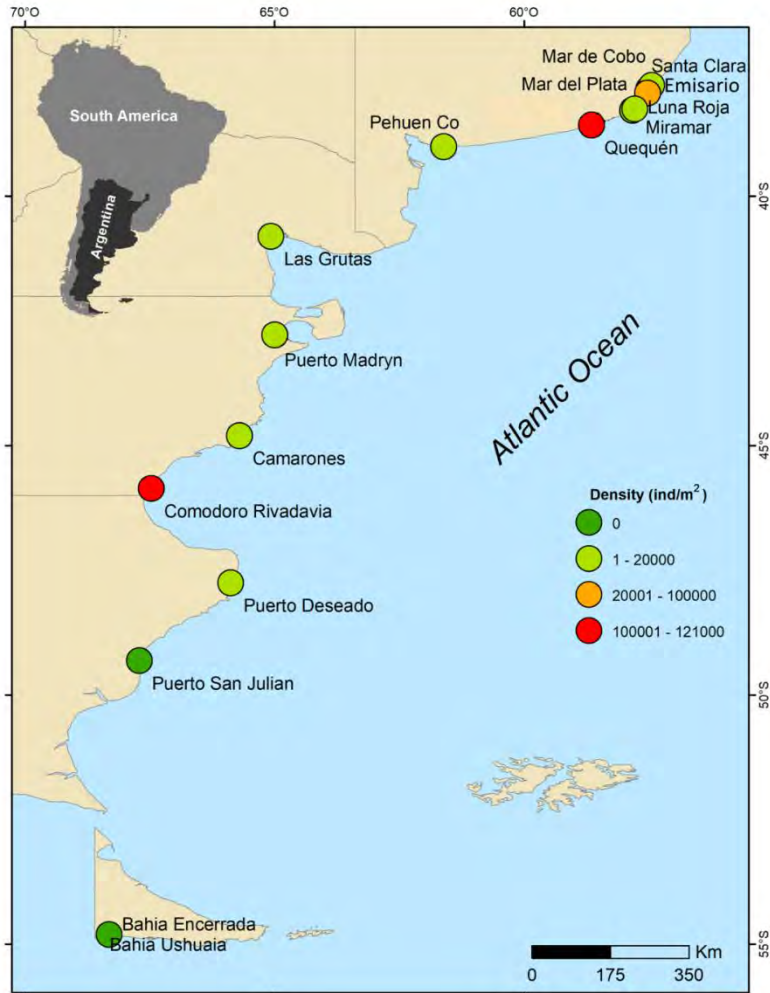 70°O
65°O
60°O
South America
Argentina
Mar de Cobo
Santa Clara
Mar del Plata
Emisario
Luna Roja
Miramar
Pehuen Co
Quequén
40°S
Las Grutas
Puerto Madryn
Atlantic Ocean
45°S
Camarones
Comodoro Rivadavia
Density (ind/m²)
0
1 - 20000
20001 - 100000
100001 - 121000
Puerto Deseado
Puerto San Julian
50°S
Bahia Encerrada
Bahia Ushuaia
55°S
Km
0 175 350